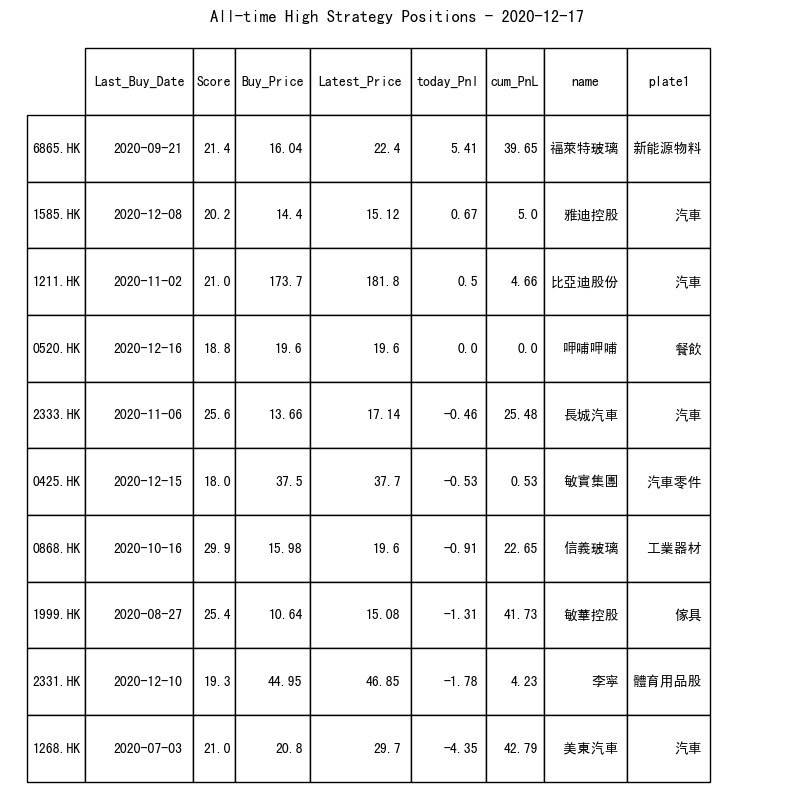 All-time High Strategy Positions - 2020-12-17
Last_Buy_Date Score Buy_Price Latest_Price today_Pnl cum_PnL name plate1
6865.HK 2020-09-21 21.4 16.04 22.4 5.41 39.65 福萊特玻璃 新能源物料
1585.HK 2020-12-08 20.2 14.4 15.12 0.67 5.0 雅迪控股 汽車
1211.HK 2020-11-02 21.0 173.7 181.8 0.5 4.66 比亞迪股份 汽車
0520.HK 2020-12-16 18.8 19.6 19.6 0.0 0.0 呷哺呷哺 餐飲
2333.HK 2020-11-06 25.6 13.66 17.14 -0.46 25.48 長城汽車 汽車
0425.HK 2020-12-15 18.0 37.5 37.7 -0.53 0.53 敏實集團 汽車零件
0868.HK 2020-10-16 29.9 15.98 19.6 -0.91 22.65 信義玻璃 工業器材
1999.HK 2020-08-27 25.4 10.64 15.08 -1.31 41.73 敏華控股 傢具
2331.HK 2020-12-10 19.3 44.95 46.85 -1.78 4.23 李寧 體育用品股
1268.HK 2020-07-03 21.0 20.8 29.7 -4.35 42.79 美東汽車 汽車